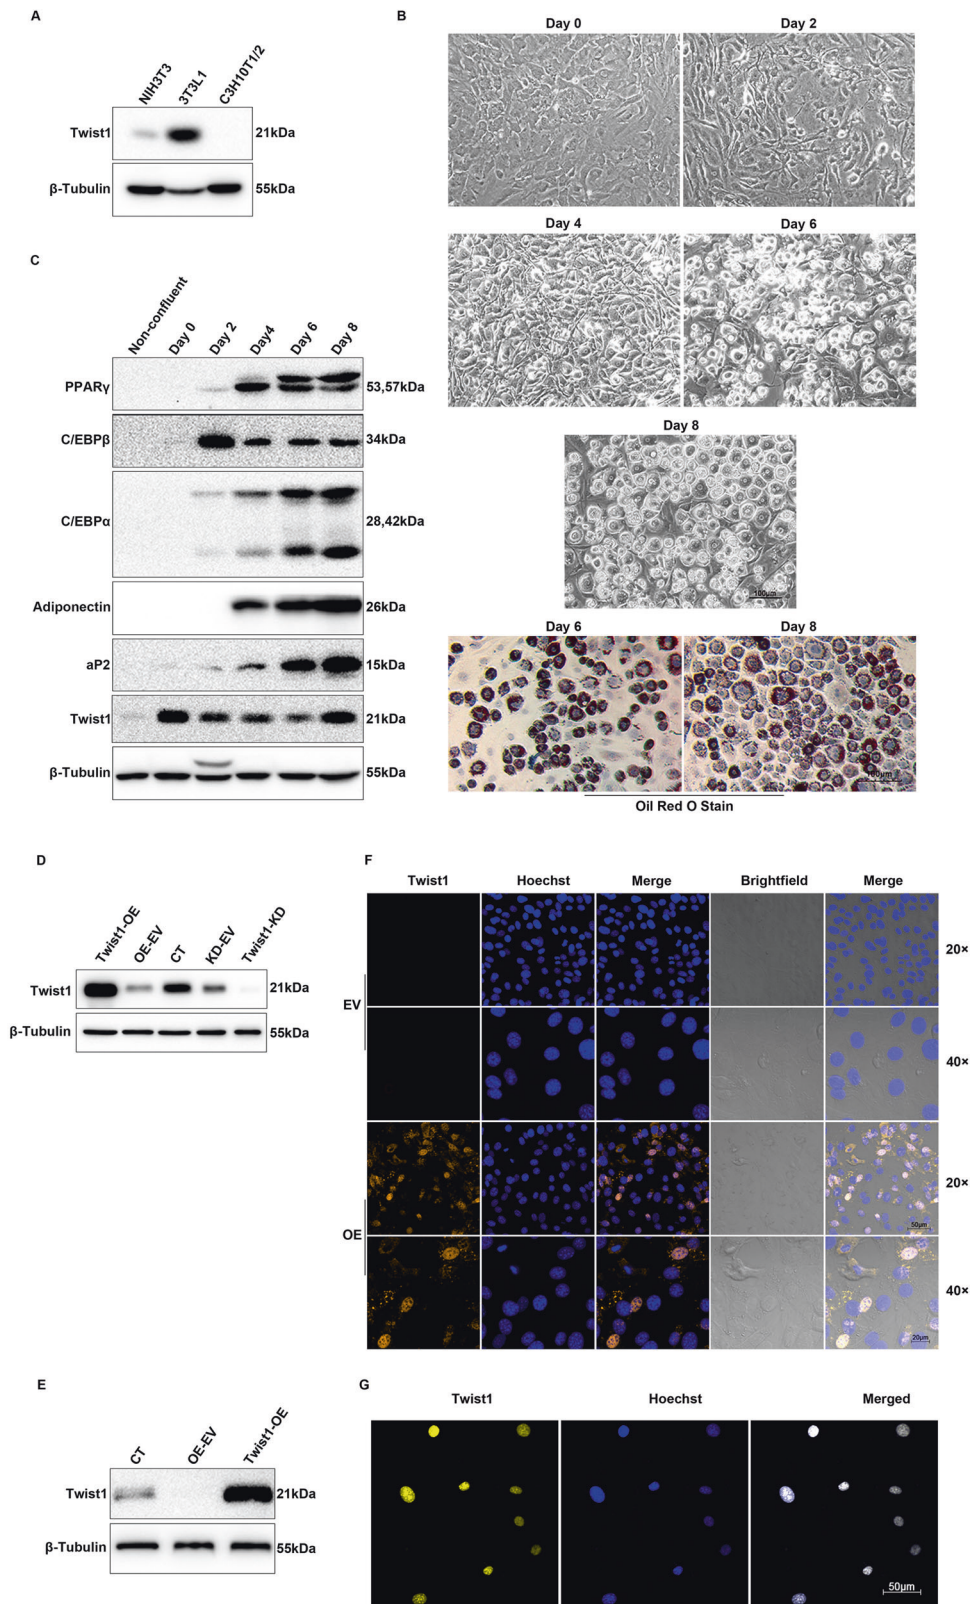 A
NIH3T3
3T3L1
C3H10T1/2
Twist1
21kDa
β-Tubulin
55kDa
B
Day 0
Day 2
Day 4
Day 6
Day 8
100µm
Day 6
Day 8
100µm
Oil Red O Stain
C
Non-confluent
Day 0
Day 2
Day4
Day 6
Day 8
PPARγ
53,57kDa
C/EBPβ
34kDa
C/EBPα
28,42kDa
Adiponectin
26kDa
aP2
15kDa
Twist1
21kDa
β-Tubulin
55kDa
D
Twist1-OE
OE-EV
CT
KD-EV
Twist1-KD
Twist1
21kDa
β-Tubulin
55kDa
F
Twist1
Hoechst
Merge
Brightfield
Merge
20×
EV
40×
20×
50µm
OE
40×
20µm
E
CT
OE-EV
Twist1-OE
Twist1
21kDa
β-Tubulin
55kDa
G
Twist1
Hoechst
Merged
50µm